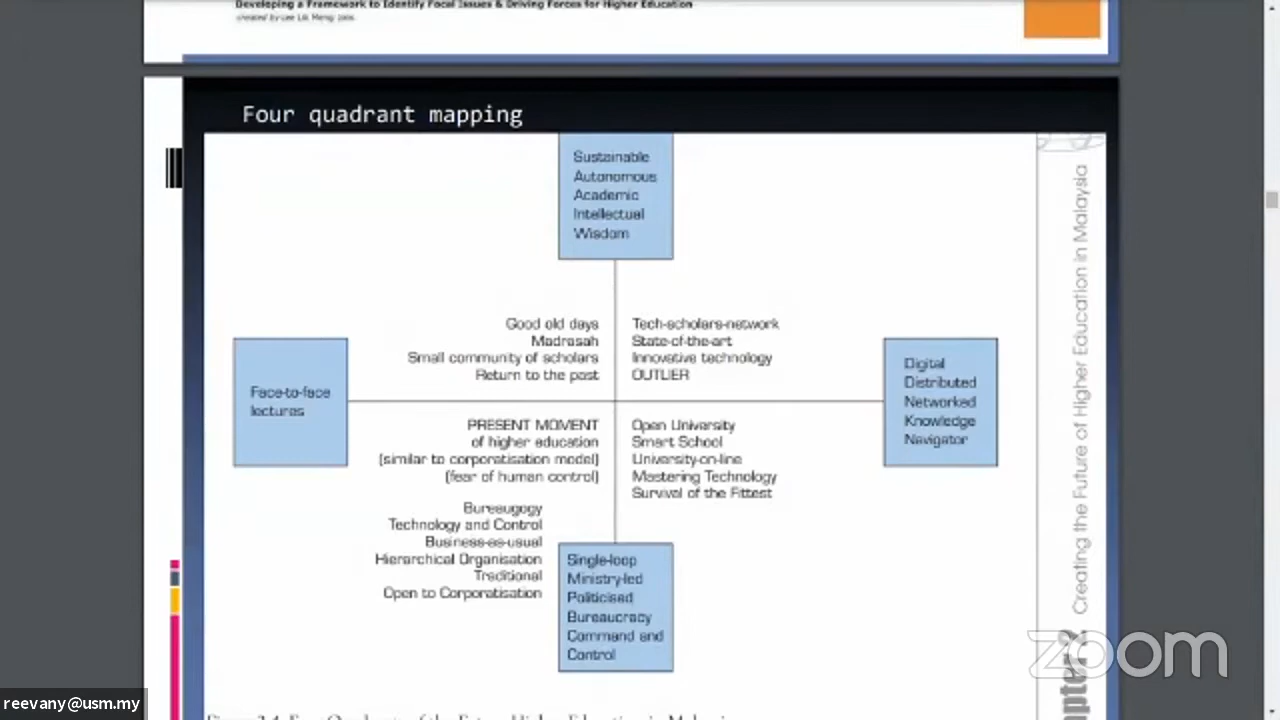 Developing a Framework to Identify Focal Issues & Driving Forces for Higher Education
Four quadrant mapping
Sustainable
Autonomous
Academic
Intellectual
Wisdom
Good old days
Madrasah
Small community of scholars
Return to the past
Tech-scholars-network
State-of-the-art
Innovative technology
OUTLIER
Face-to-face
lectures
Digital
Distributed
Networked
Knowledge
Navigator
PRESENT MOMENT
of higher education
(similar to corporatisation model)
(fear of human control)
Bureaugogy
Technology and Control
Business-as-usual
Hierarchical Organisation
Traditional
Open to Corporatisation
Open University
Smart School
University-on-line
Mastering Technology
Survival of the Fittest
Single-loop
Ministry-led
Politicised
Bureaucracy
Command and
Control
Creating the Future of Higher Education in Malaysia
zoom
reevany@usm.my